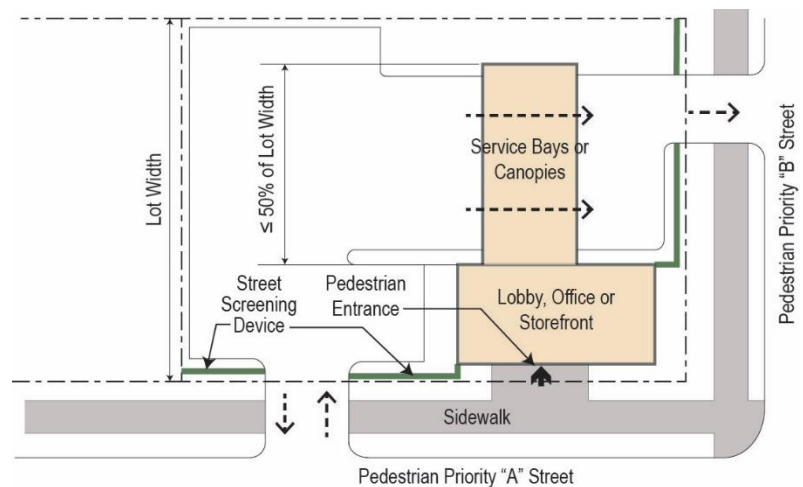 Lot Width
≤ 50% of Lot Width
Service Bays or
Canopies
Pedestrian Priority "B" Street
Street
Screening
Device
Pedestrian
Entrance
Lobby, Office or
Storefront
Sidewalk
Pedestrian Priority "A" Street